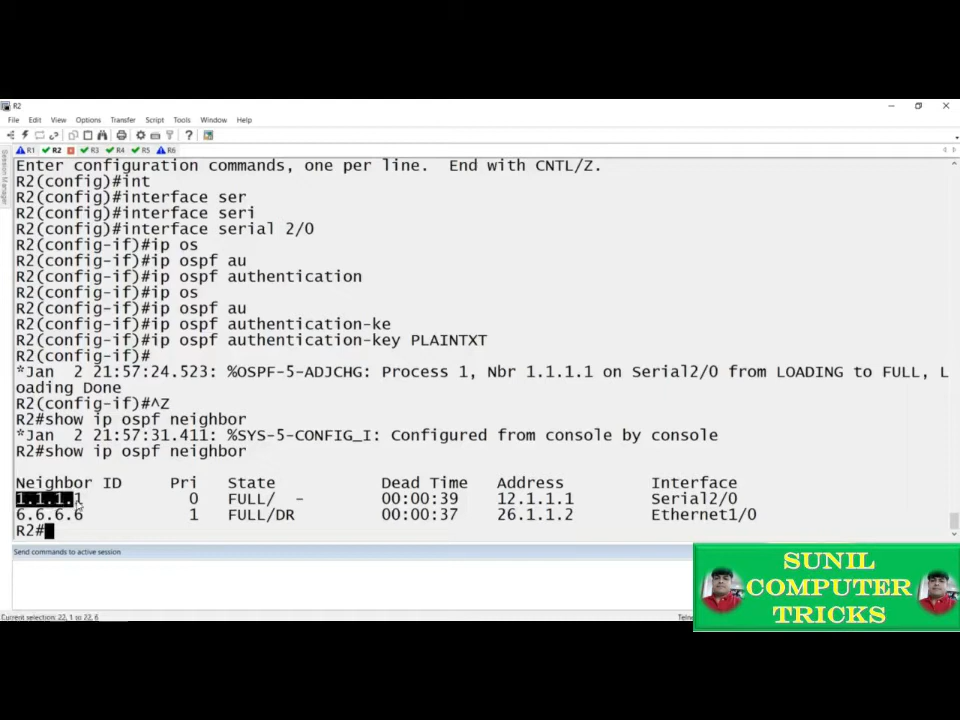 R2
File Edit View Options Transfer Script Tools Window Help
R1 R2 R3 R4 R5 R6
Session Manager
Enter configuration commands, one per line.  End with CNTL/Z.
R2(config)#int
R2(config)#interface ser
R2(config)#interface seri
R2(config)#interface serial 2/0
R2(config-if)#ip os
R2(config-if)#ip ospf au
R2(config-if)#ip ospf authentication
R2(config-if)#ip os
R2(config-if)#ip ospf au
R2(config-if)#ip ospf authentication-ke
R2(config-if)#ip ospf authentication-key PLAINTXT
R2(config-if)#
*Jan  2 21:57:24.523: %OSPF-5-ADJCHG: Process 1, Nbr 1.1.1.1 on Serial2/0 from LOADING to FULL, L
oading Done
R2(config-if)#^Z
R2#show ip ospf neighbor
*Jan  2 21:57:31.411: %SYS-5-CONFIG_I: Configured from console by console
R2#show ip ospf neighbor
Neighbor ID     Pri   State           Dead Time   Address         Interface
1.1.1.1           0   FULL/  -        00:00:39    12.1.1.1        Serial2/0
6.6.6.6           1   FULL/DR         00:00:37    26.1.1.2        Ethernet1/0
R2#
Send commands to active session
Current selection: 22, 1 to 22, 6
SUNIL
COMPUTER
TRICKS